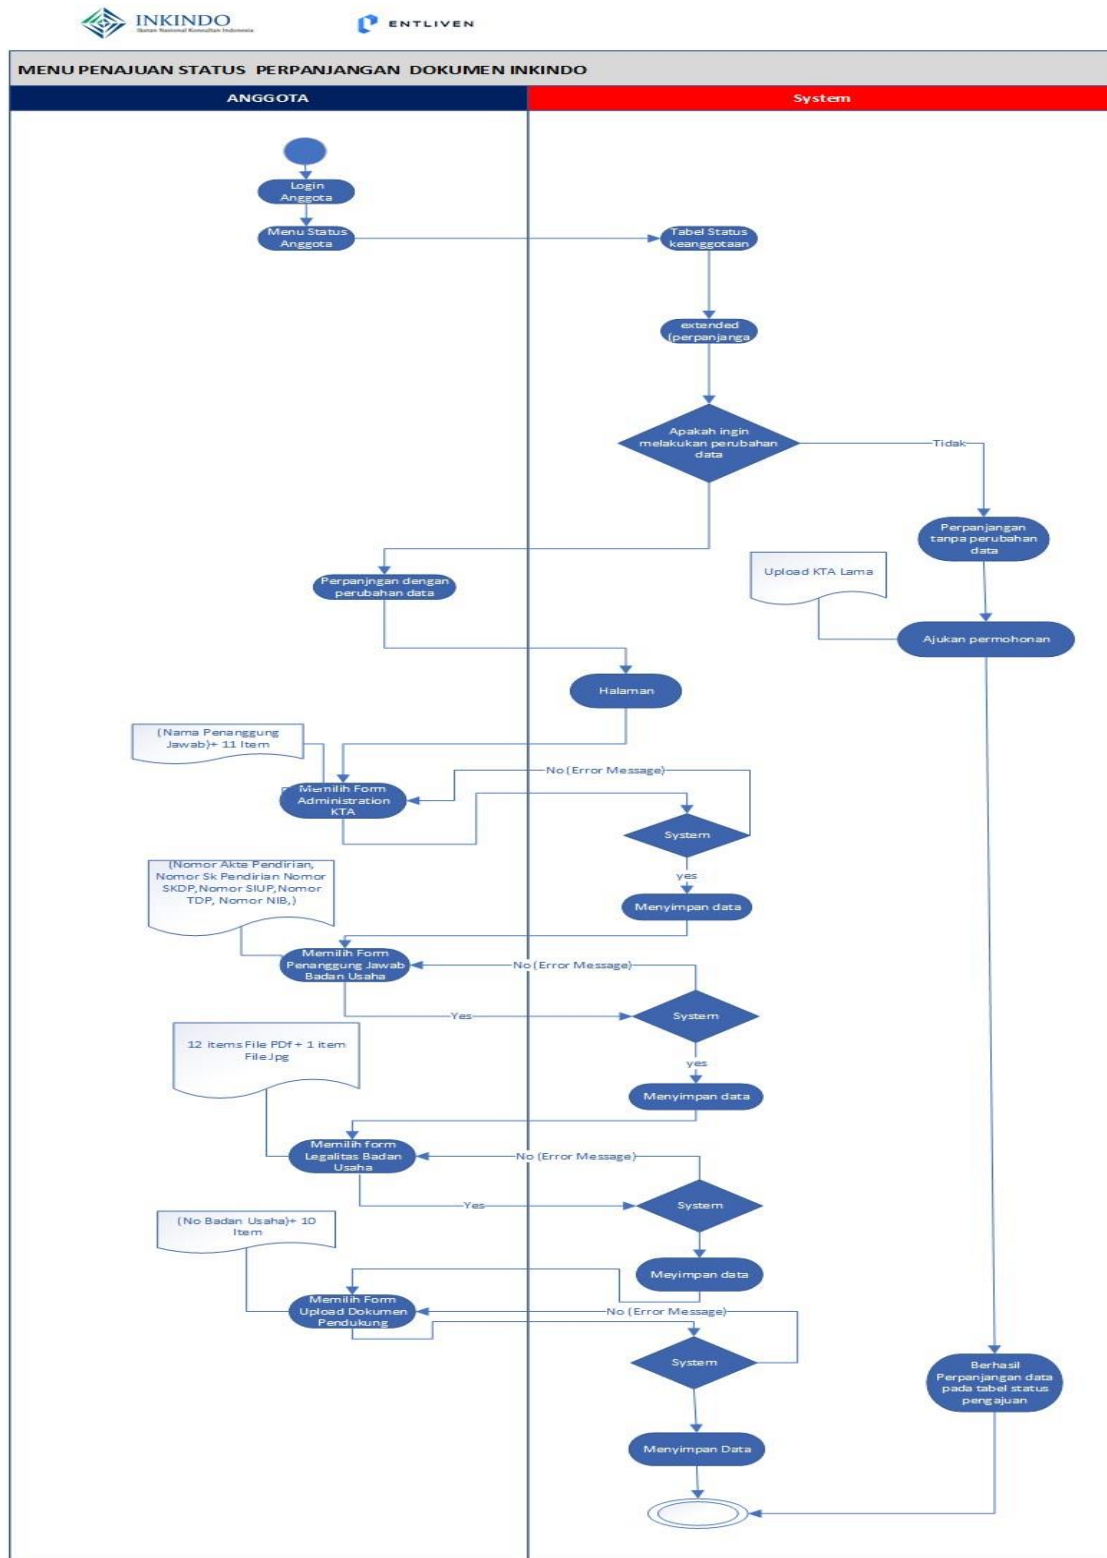 INKINDO
Ikatan Nasional Konsultan Indonesia
ENTLIVEN
MENU PENAJUAN STATUS PERPANJANGAN DOKUMEN INKINDO
ANGGOTA
System
Login
Anggota
Menu Status
Anggota
Tabel Status
keanggotaan
extended
(perpanjanga
Apakah ingin
melakukan perubahan
data
Tidak
Perpanjangan
tanpa perubahan
data
Upload KTA Lama
Perpanjngan dengan
perubahan data
Ajukan permohonan
Halaman
(Nama Penanggung
Jawab)+ 11 Item
No (Error Message)
Memilih Form
Administration
KTA
System
yes
(Nomor Akte Pendirian,
Nomor Sk Pendirian Nomor
SKDP,Nomor SIUP,Nomor
TDP, Nomor NIB,)
Menyimpan data
Memilih Form
Penanggung Jawab
Badan Usaha
No (Error Message)
Yes
System
12 items File PDf + 1 item
File Jpg
yes
Menyimpan data
Memilih form
Legalitas Badan
Usaha
No (Error Message)
Yes
System
(No Badan Usaha)+ 10
Item
Meyimpan data
Memilih Form
Upload Dokumen
Pendukung
No (Error Message)
System
Berhasil
Perpanjangan data
pada tabel status
pengajuan
Menyimpan Data